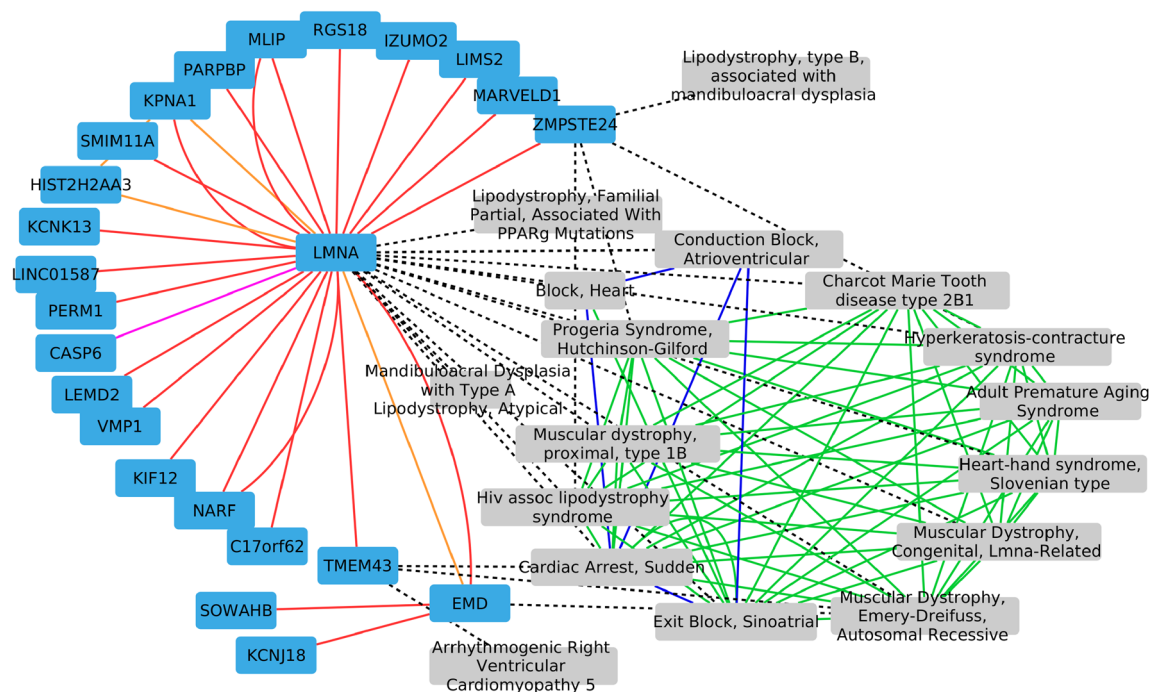 RGS18
MLIP
IZUMO2
LIMS2
PARPBP
MARVELD1
KPNA1
ZMPSTE24
SMIM11A
HIST2H2AA3
KCNK13
LMNA
LINC01587
PERM1
CASP6
LEMD2
VMP1
KIF12
NARF
C17orf62
TMEM43
SOWAHB
EMD
KCNJ18
Lipodystrophy, type B,
associated with
mandibuloacral dysplasia
Lipodystrophy, Familial
Partial, Associated With
PPARg Mutations
Conduction Block,
Atrioventricular
Block, Heart
Charcot Marie Tooth
disease type 2B1
Progeria Syndrome,
Hutchinson-Gilford
Hyperkeratosis-contracture
syndrome
Mandibuloacral Dysplasia
with Type A
Lipodystrophy, Atypical
Adult Premature Aging
Syndrome
Muscular dystrophy,
proximal, type 1B
Heart-hand syndrome,
Slovenian type
Hiv assoc lipodystrophy
syndrome
Muscular Dystrophy,
Congenital, Lmna-Related
Cardiac Arrest, Sudden
Exit Block, Sinoatrial
Muscular Dystrophy,
Emery-Dreifuss,
Autosomal Recessive
Arrhythmogenic Right
Ventricular
Cardiomyopathy 5